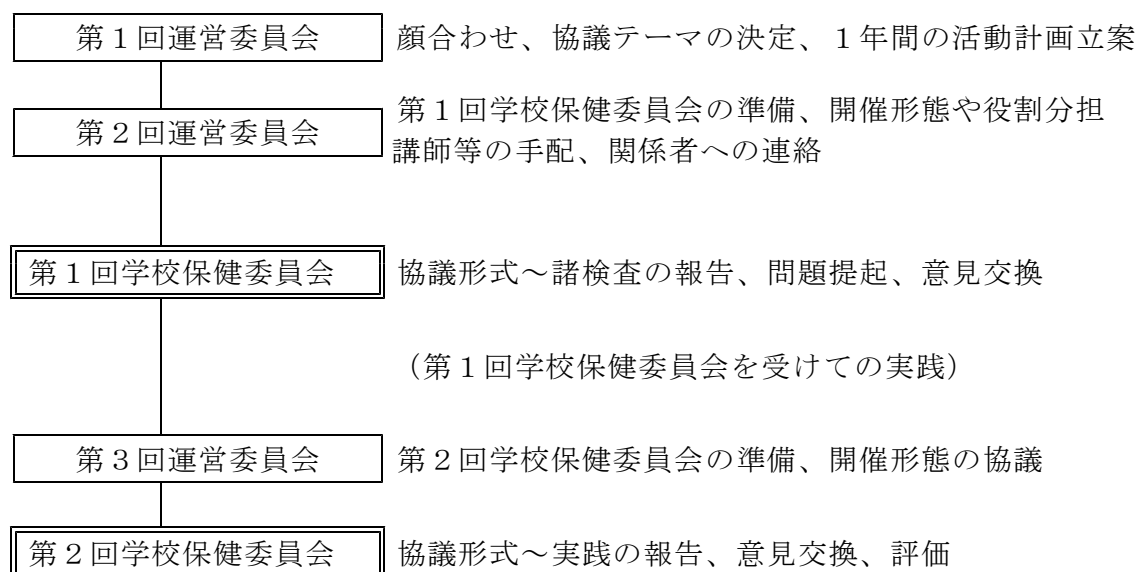 第１回運営委員会
顔合わせ、協議テーマの決定、１年間の活動計画立案
第２回運営委員会
第１回学校保健委員会の準備、開催形態や役割分担
講師等の手配、関係者への連絡
第１回学校保健委員会
協議形式～諸検査の報告、問題提起、意見交換
（第１回学校保健委員会を受けての実践）
第３回運営委員会
第２回学校保健委員会の準備、開催形態の協議
第２回学校保健委員会
協議形式～実践の報告、意見交換、評価